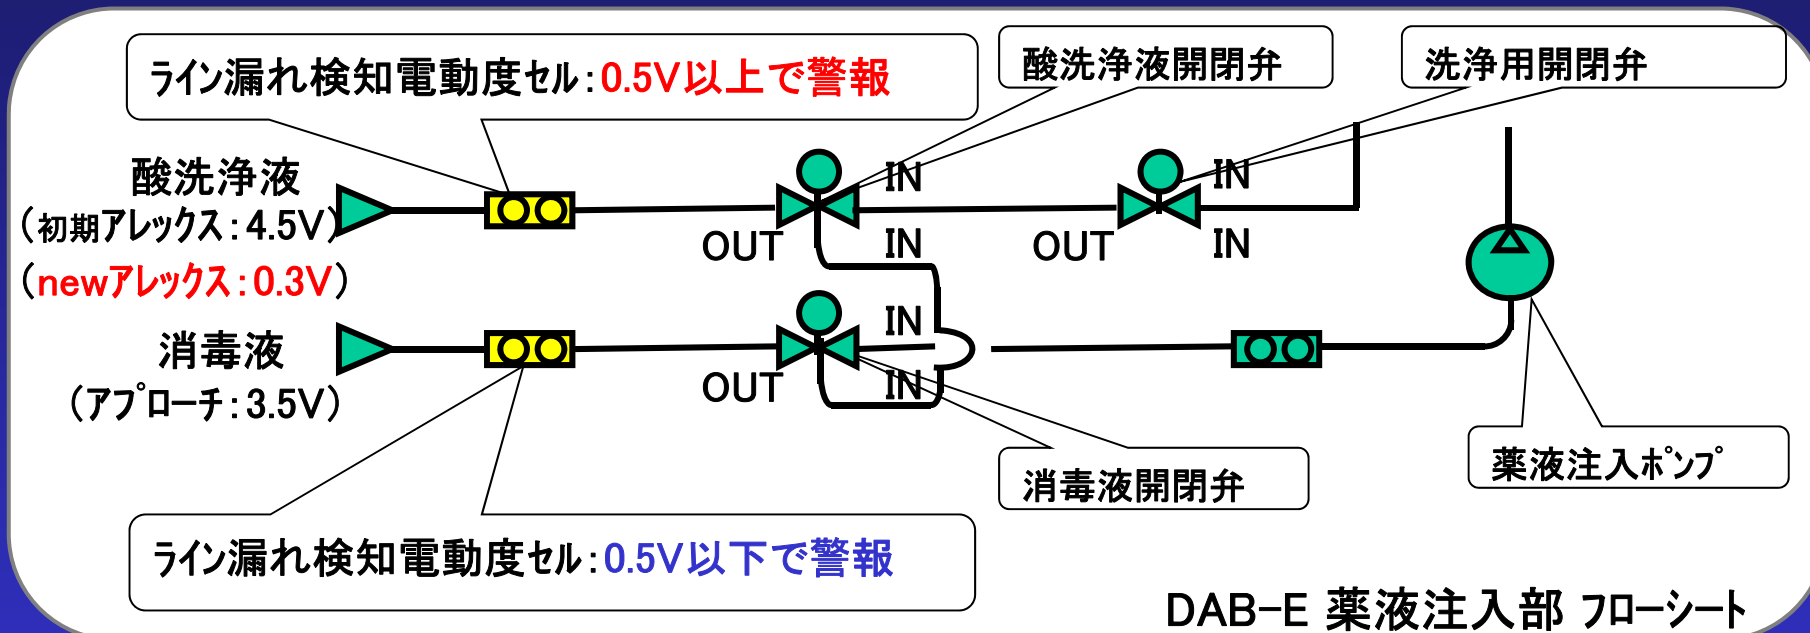 ﾗｲﾝ漏れ検知電動度ｾﾙ：0.5V以上で警報
酸洗浄液開閉弁
洗浄用開閉弁
酸洗浄液
（初期ｱﾚｯｸｽ：4.5V）
（newｱﾚｯｸｽ：0.3V）
IN
OUT
IN
IN
OUT
IN
消毒液
（ｱﾌﾟﾛｰﾁ：3.5V）
IN
OUT
IN
消毒液開閉弁
薬液注入ﾎﾟﾝﾌﾟ
ﾗｲﾝ漏れ検知電動度ｾﾙ：0.5V以下で警報
DAB-E 薬液注入部 ﾌﾛｰｼｰﾄ